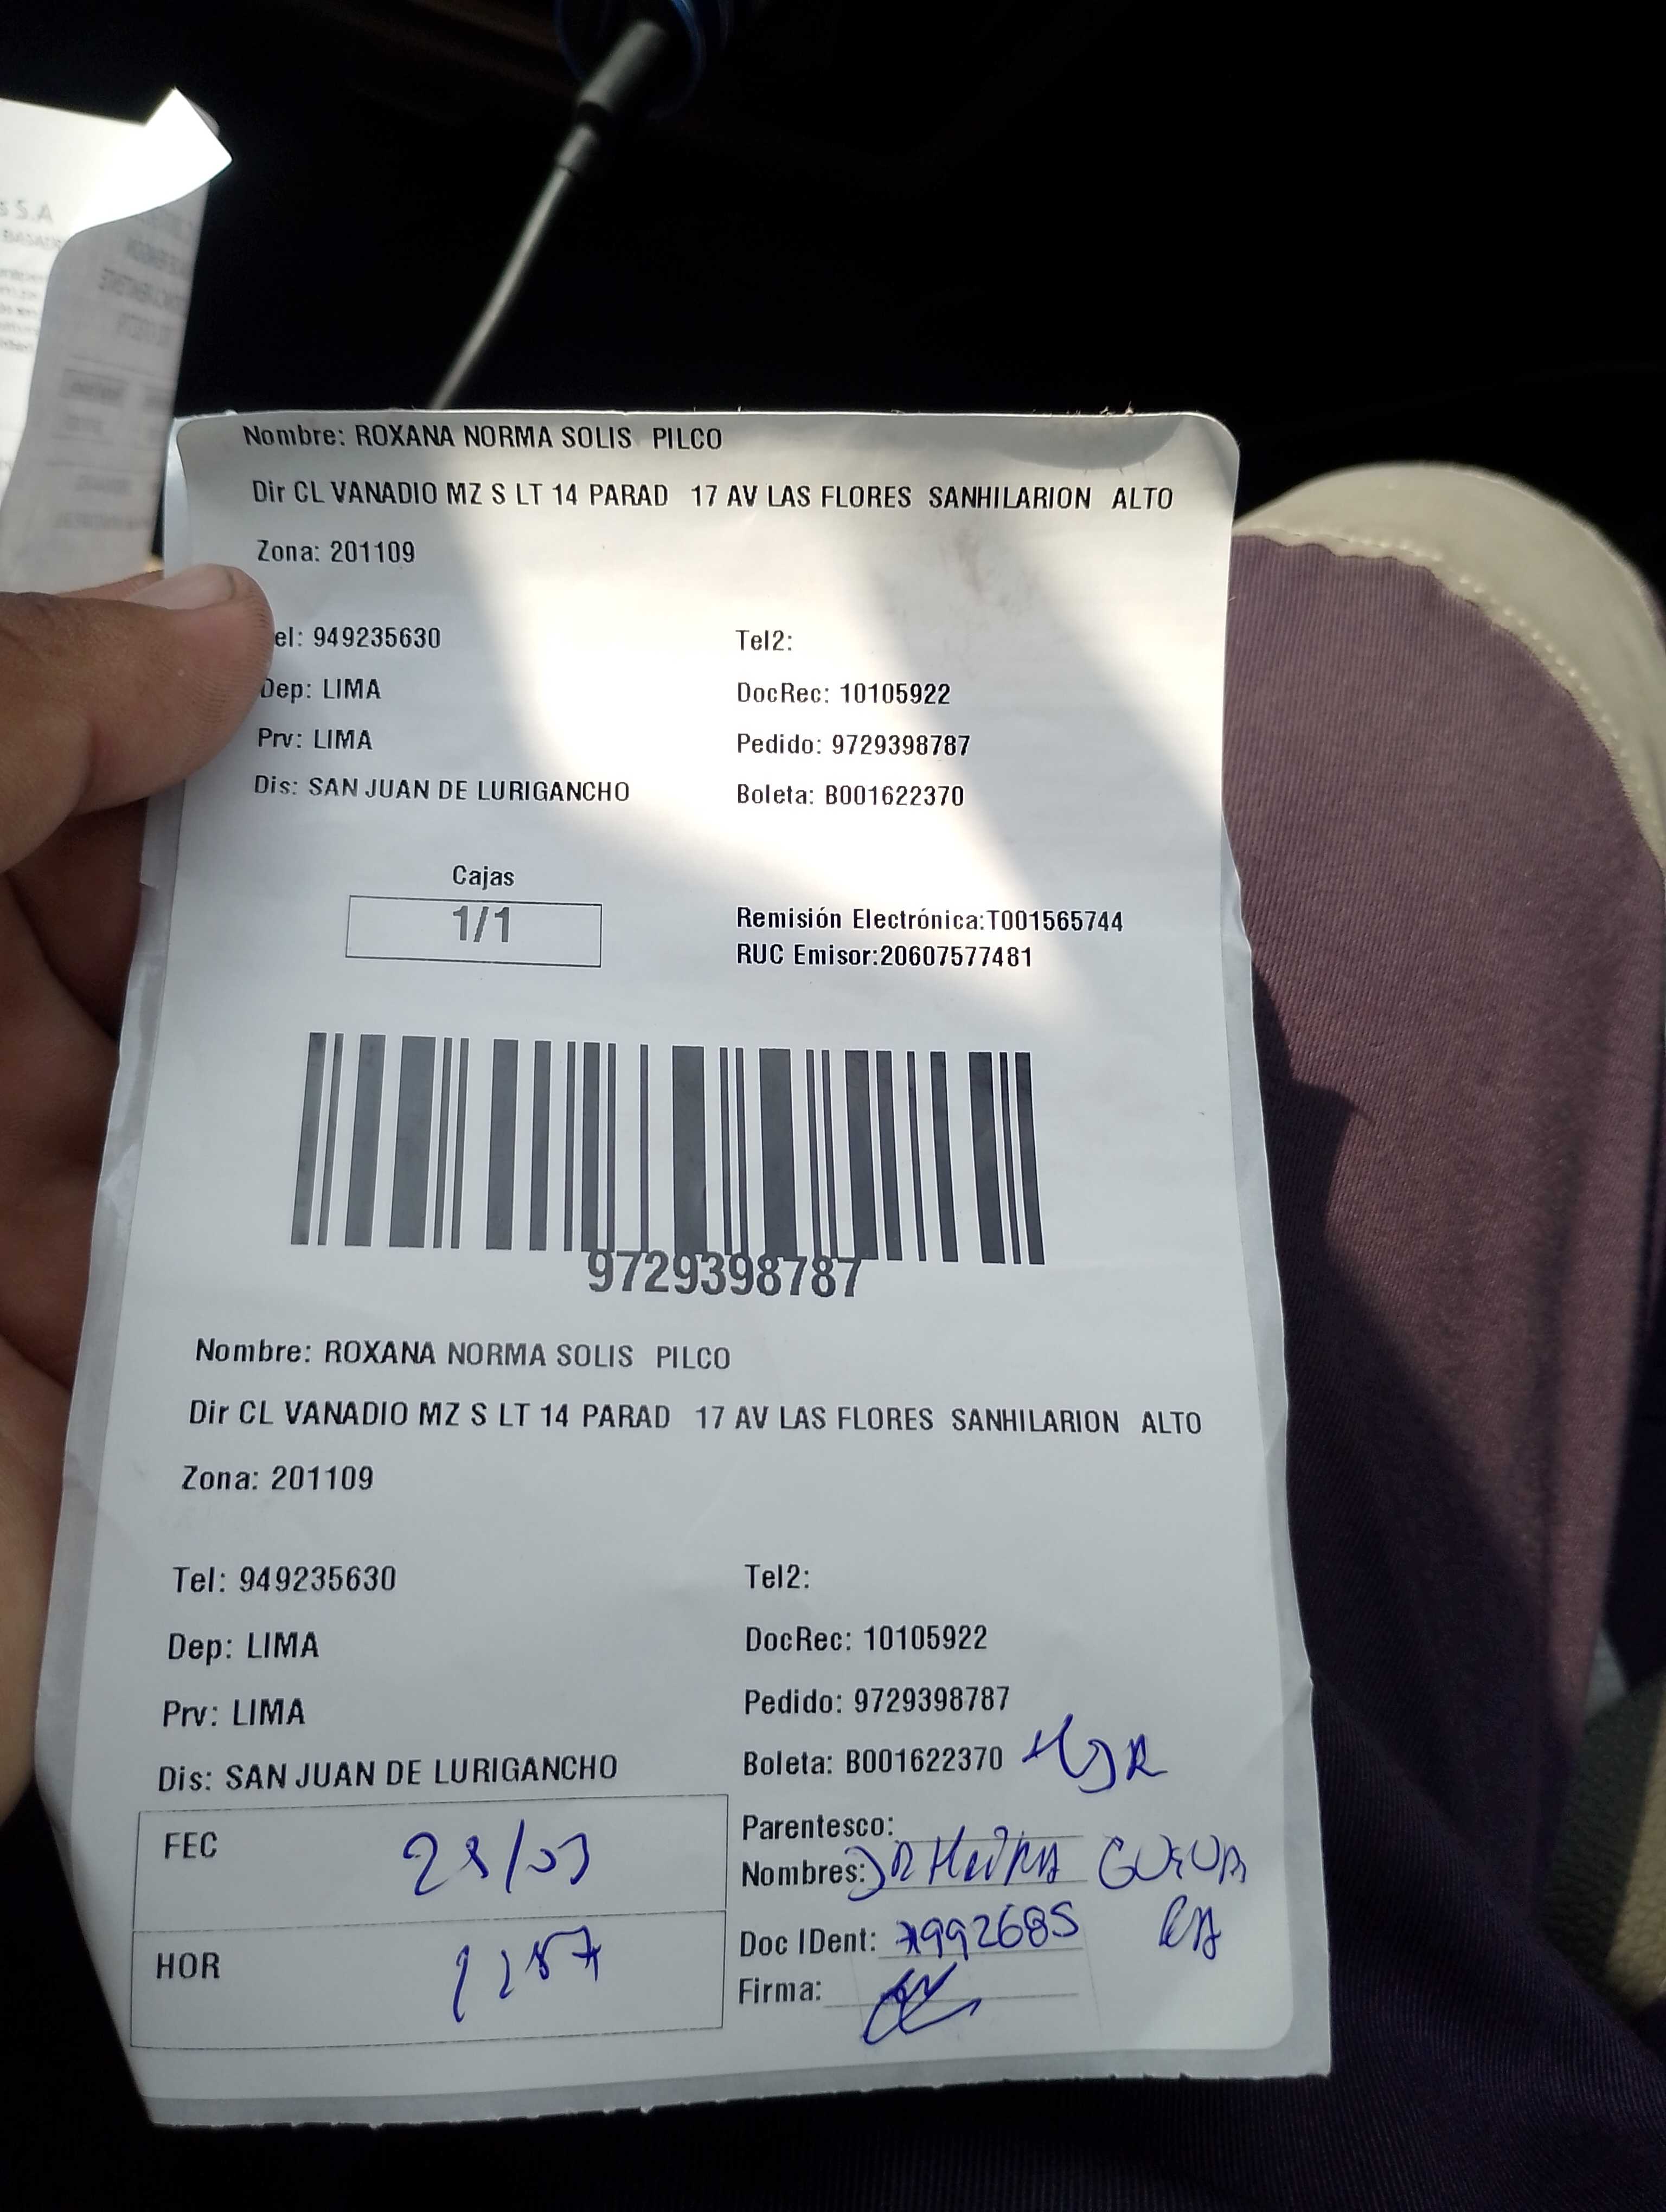 s S.A
Nombre: ROXANA NORMA SOLIS PILCO
Dir CL VANADIO MZ S LT 14 PARAD 17 AV LAS FLORES SANHILARION ALTO
Zona: 201109
el: 949235630 Tel2:
Dep: LIMA DocRec: 10105922
Prv: LIMA Pedido: 9729398787
Dis: SAN JUAN DE LURIGANCHO Boleta: B001622370
Cajas
1/1
Remisión Electrónica:T001565744
RUC Emisor:20607577481
9729398787
Nombre: ROXANA NORMA SOLIS PILCO
Dir CL VANADIO MZ S LT 14 PARAD 17 AV LAS FLORES SANHILARION ALTO
Zona: 201109
Tel: 949235630 Tel2:
Dep: LIMA DocRec: 10105922
Prv: LIMA Pedido: 9729398787
Dis: SAN JUAN DE LURIGANCHO Boleta: B001622370
Parentesco:
FEC
Nombres:
Doc IDent:
HOR
Firma: